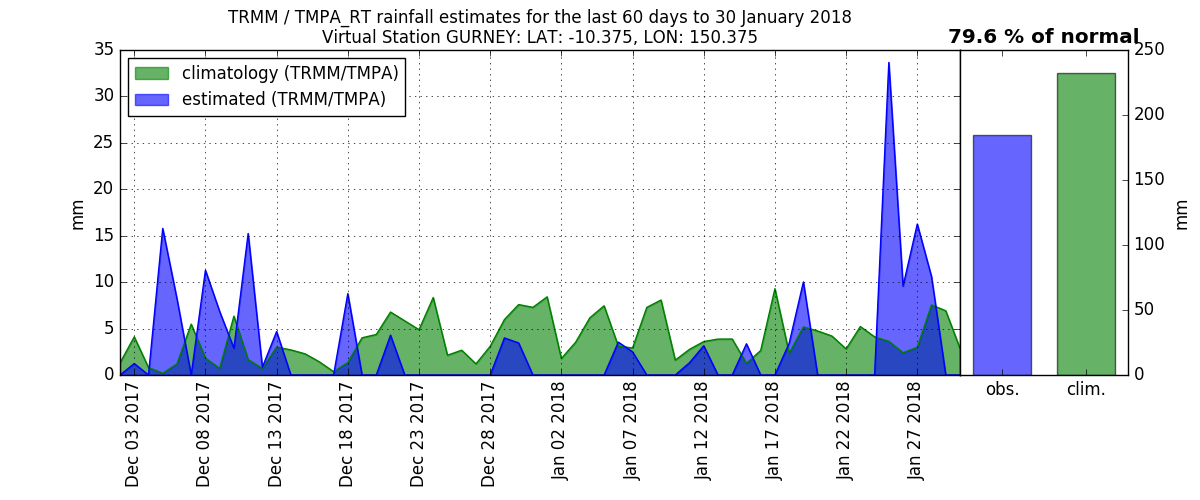 TRMM / TMPA_RT rainfall estimates for the last 60 days to 30 January 2018
Virtual Station GURNEY: LAT: -10.375, LON: 150.375
79.6 % of normal
climatology (TRMM/TMPA)
estimated (TRMM/TMPA)
35
30
25
20
15
10
5
0
mm
Dec 03 2017
Dec 08 2017
Dec 13 2017
Dec 18 2017
Dec 23 2017
Dec 28 2017
Jan 02 2018
Jan 07 2018
Jan 12 2018
Jan 17 2018
Jan 22 2018
Jan 27 2018
obs.
clim.
250
200
150
100
50
0
mm